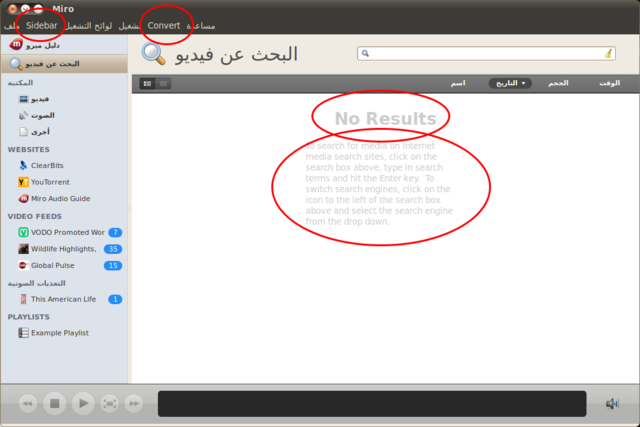 Miro
ملف Sidebar لوائح التشغيل تشغيل Convert مساعدة
دليل ميرو
البحث عن فيديو
المكتبة
فيديو
الصوت
أخرى
WEBSITES
ClearBits
YouTorrent
Miro Audio Guide
VIDEO FEEDS
VODO Promoted Wor 7
Wildlife Highlights, 35
Global Pulse 15
التغذيات الصوتية
This American Life 1
PLAYLISTS
Example Playlist
البحث عن فيديو
اسم التاريخ الحجم الوقت
No Results
To search for media on Internet
media search sites, click on the
search box above, type in search
terms and hit the Enter key. To
switch search engines, click on the
icon to the left of the search box
above and select the search engine
from the drop down.